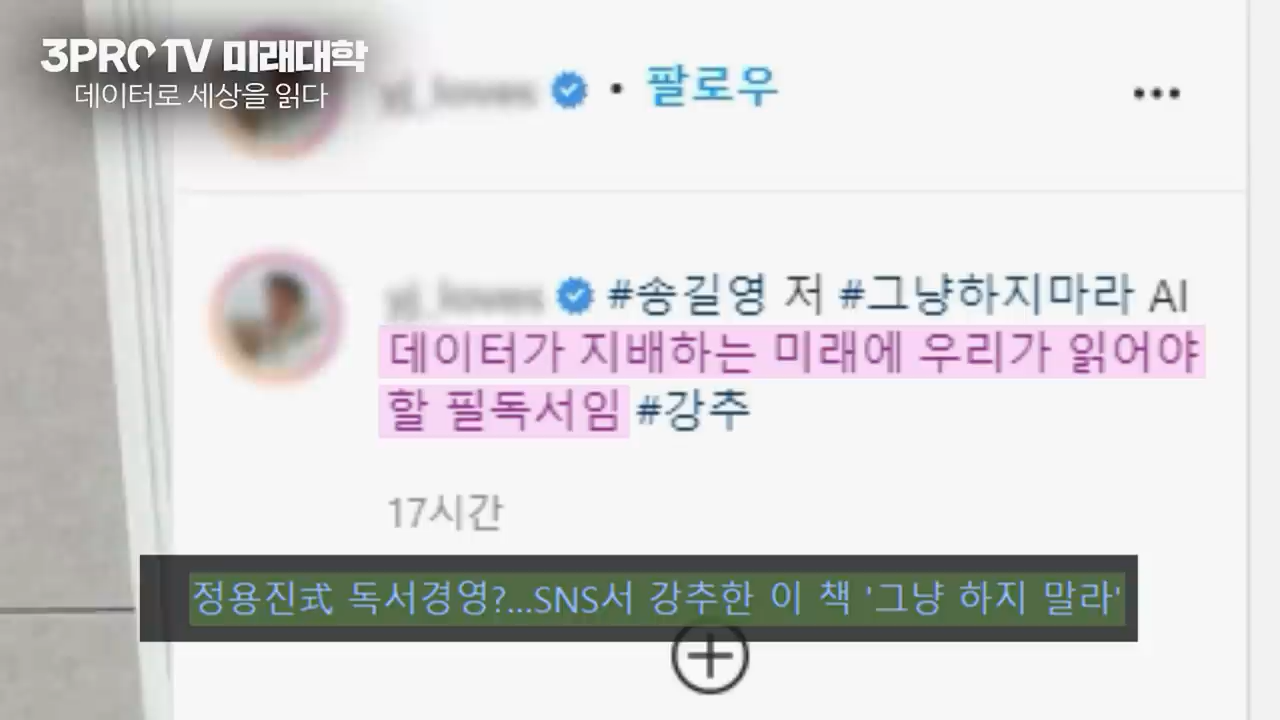 3PRO TV 미래대학
데이터로 세상을 읽다
• 팔로우
#송길영 저 #그냥하지마라 AI
데이터가 지배하는 미래에 우리가 읽어야
할 필독서임 #강추
17시간
정용진式 독서경영?...SNS서 강추한 이 책 '그냥 하지 말라'